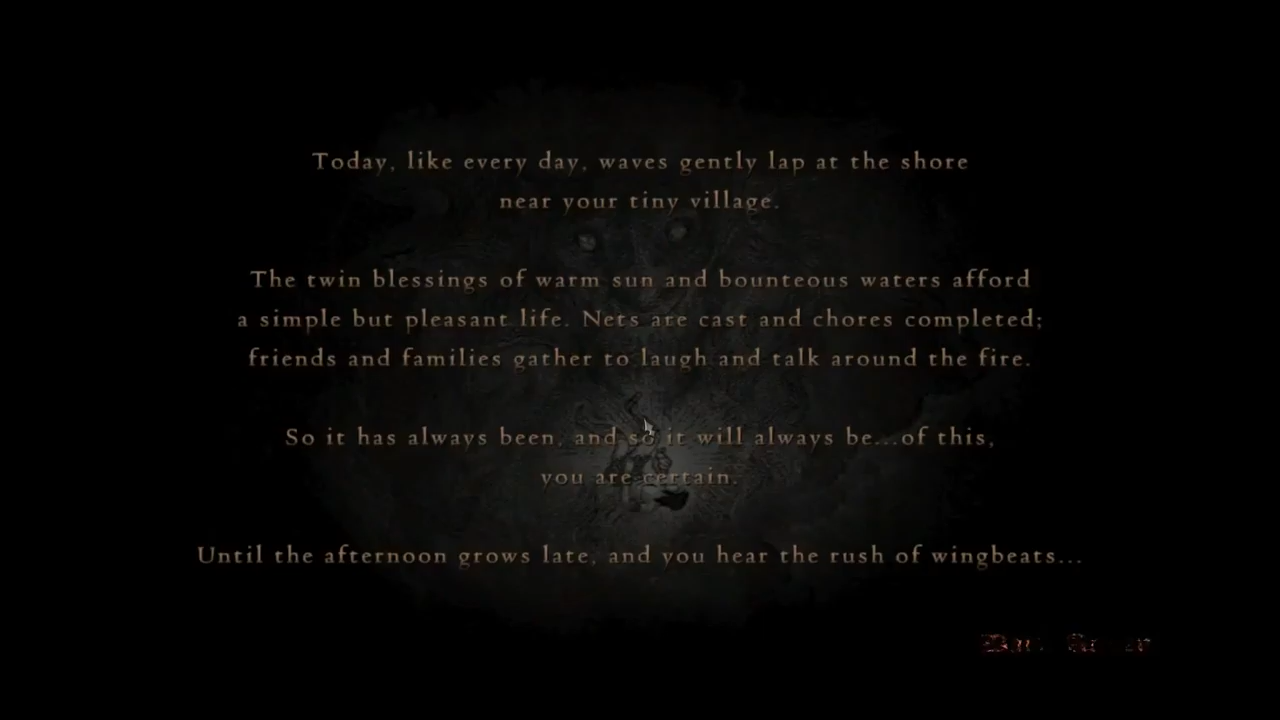 Today, like every day, waves gently lap at the shore
near your tiny village.
The twin blessings of warm sun and bounteous waters afford
a simple but pleasant life. Nets are cast and chores completed;
friends and families gather to laugh and talk around the fire.
So it has always been, and so it will always be...of this,
you are certain.
Until the afternoon grows late, and you hear the rush of wingbeats...